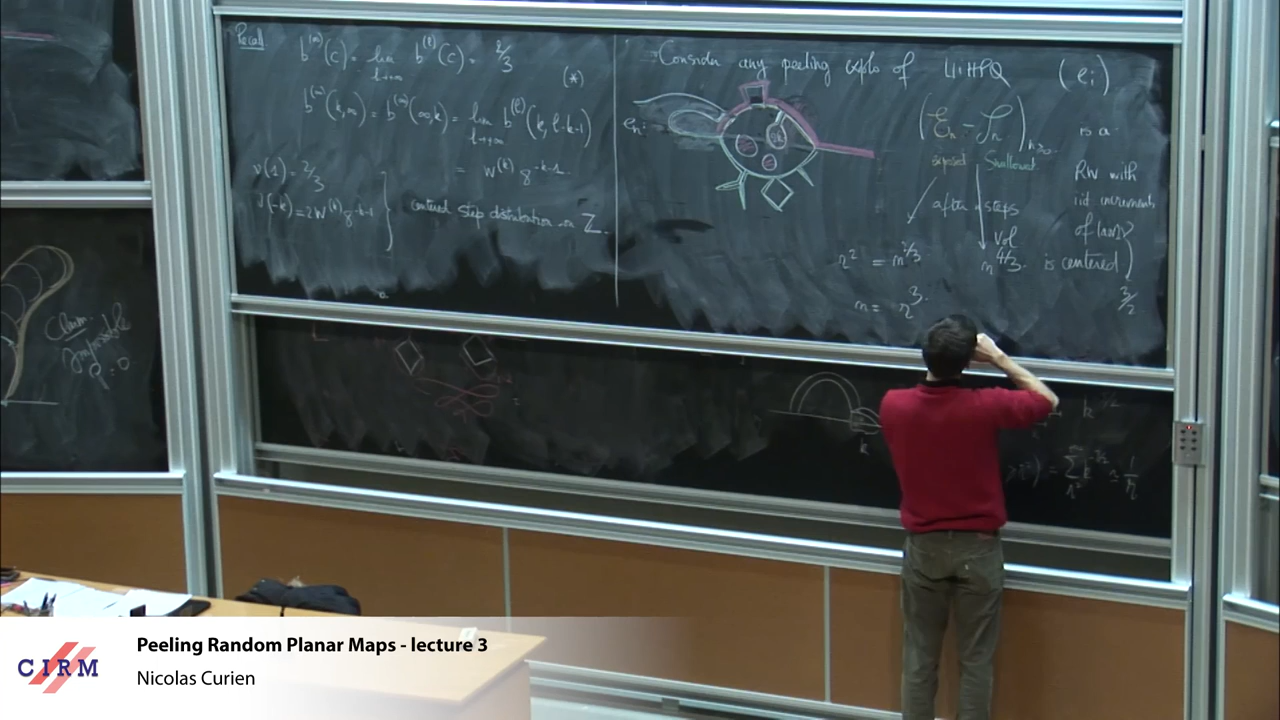 Recall
b^(∞)(C) = lim_{l→∞} b^(l)(C) = 2/3
(*)
b^(∞)(k,∞) = b^(∞)(∞,k) = lim_{l→∞} b^(l)(k, l-k-1)
= W^(k) 8^{-k-1}
ν(1) = 2/3
ν(-k) = 2W^(k) 8^{-k-1}
centered step distribution on Z.
Consider any peeling explo of UIHPQ (e_i)
e_n:
(E_n - S_n)_{n≥0}
is a
exposed Swallowed
RW with
after n steps
iid increments
Vol
of law ν
n^{4/3}
is centered)
r^2 = n^{2/3}
n = r^3
3/2
Claim
impossible
k
CIRM
Peeling Random Planar Maps - lecture 3
Nicolas Curien